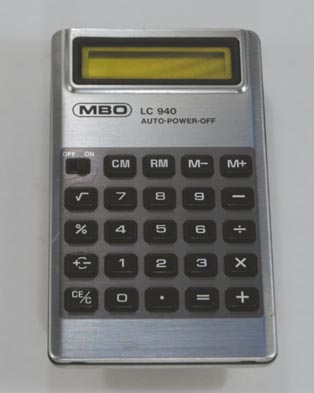 MBO LC 940
AUTO-POWER-OFF
OFF ON
CM RM M− M+
√ 7 8 9 −
% 4 5 6 ÷
+⇄− 1 2 3 ×
CE/C 0 · = +